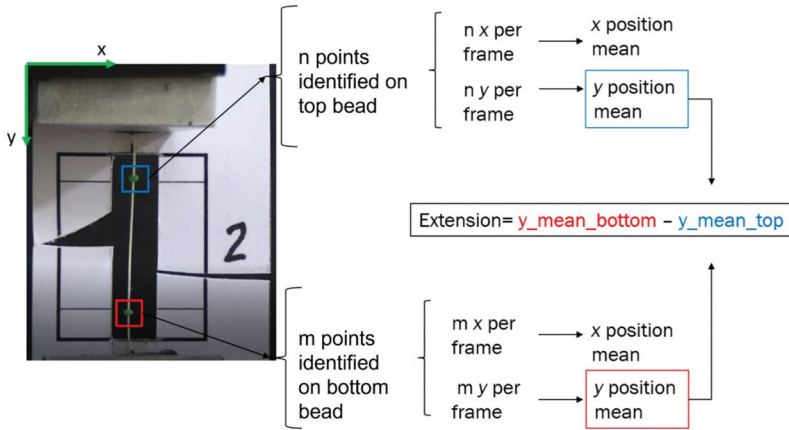 x
y
2
n points
identified on
top bead
n x per
frame
x position
mean
n y per
frame
y position
mean
Extension= y_mean_bottom – y_mean_top
m points
identified
on bottom
bead
m x per
frame
x position
mean
m y per
frame
y position
mean